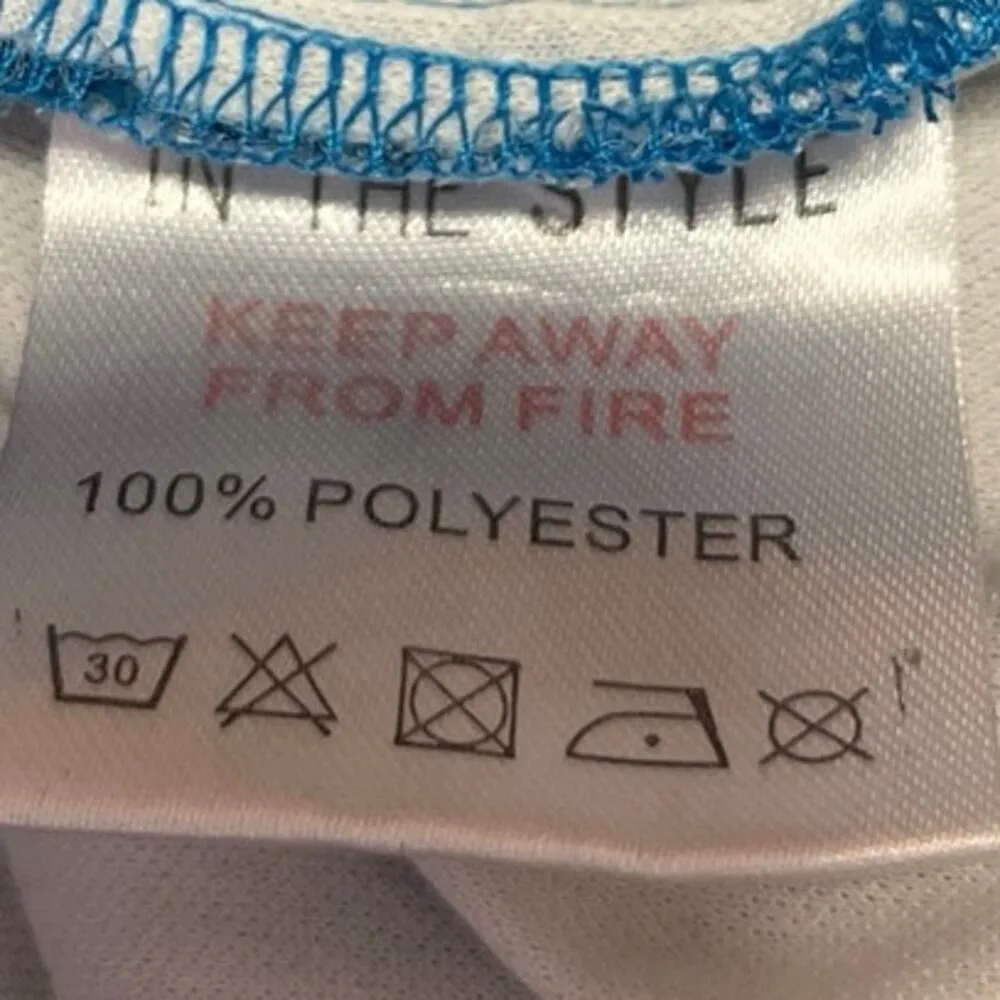 IN THE STYLE
KEEP AWAY
FROM FIRE
100% POLYESTER
30